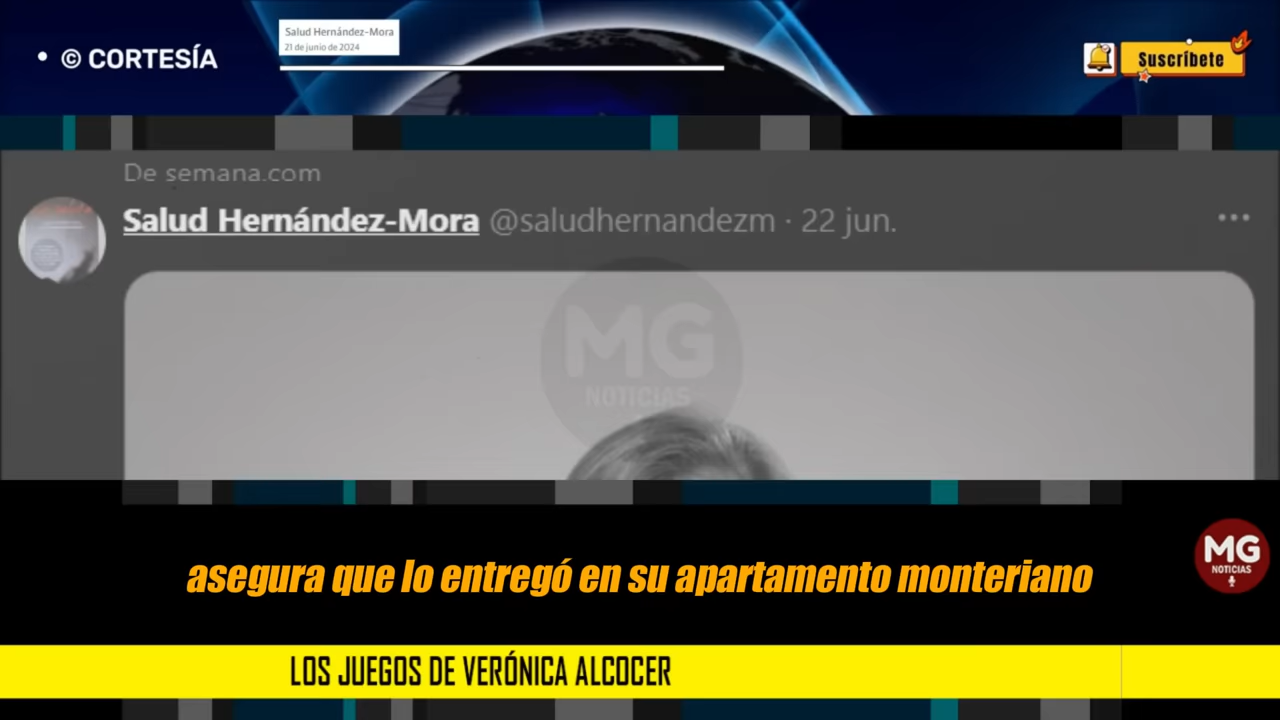 • © CORTESÍA
Salud Hernández-Mora
21 de junio de 2024
Suscríbete
De semana.com
Salud Hernández-Mora @saludhernandezm · 22 jun.
MG
NOTICIAS
asegura que lo entregó en su apartamento monteriano
MG
NOTICIAS
LOS JUEGOS DE VERÓNICA ALCOCER